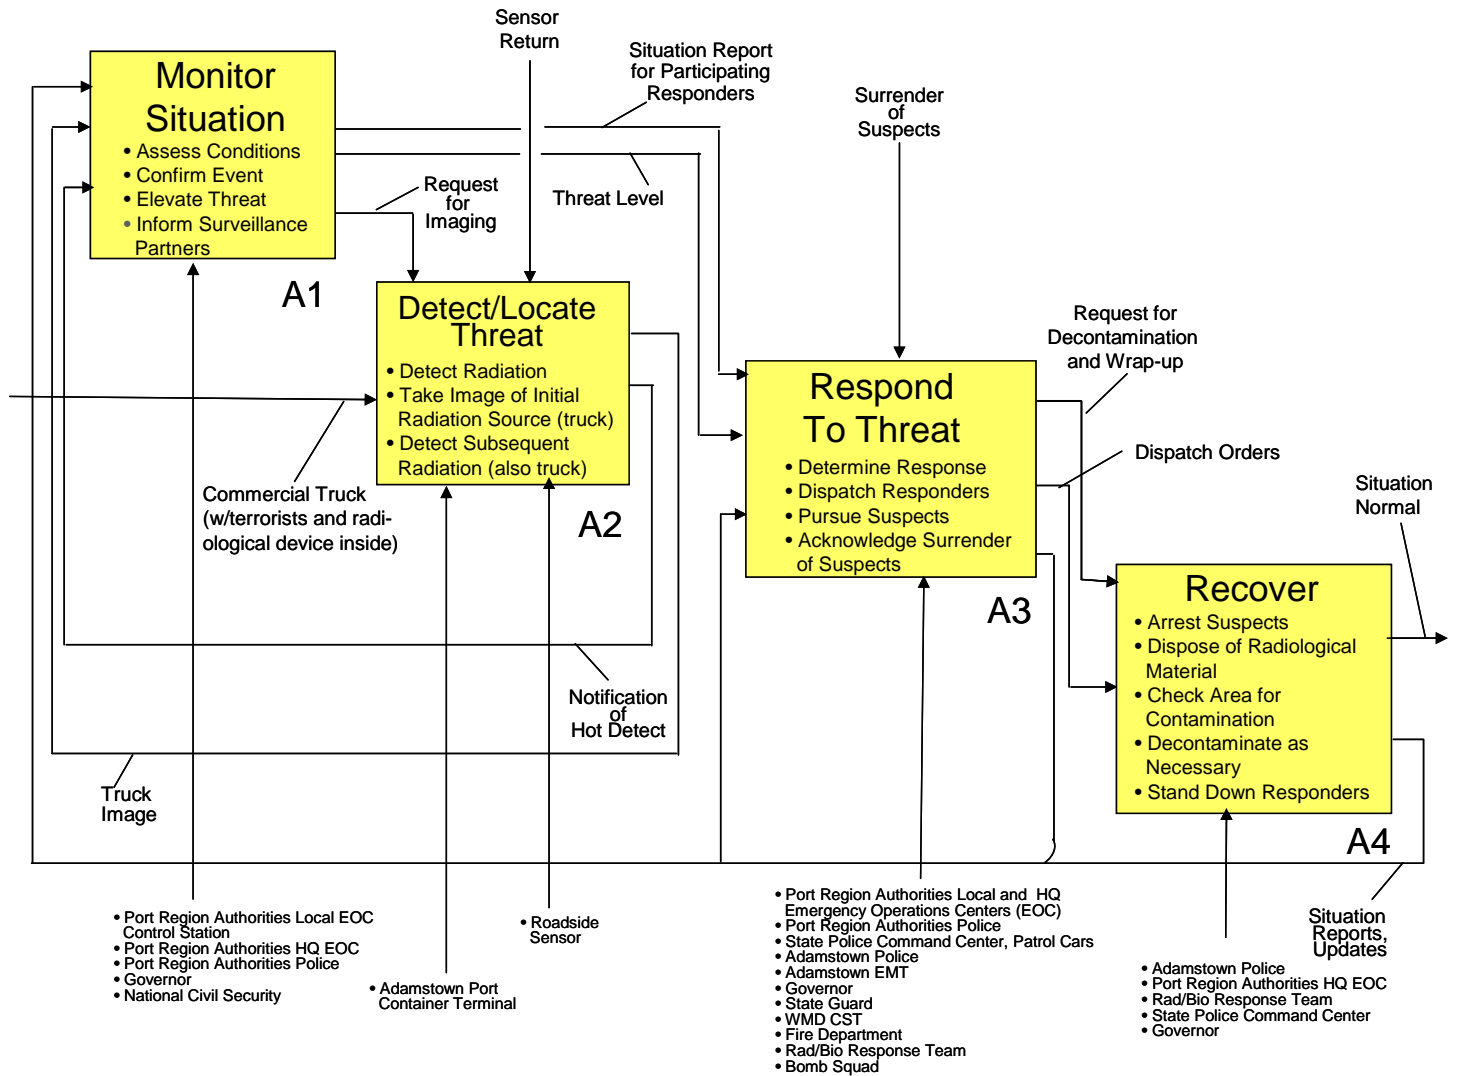 Sensor
Return
Situation Report
for Participating
Responders
Surrender
of
Suspects
Monitor
Situation
• Assess Conditions
• Confirm Event
• Elevate Threat
• Inform Surveillance
Partners
A1
Request
for
Imaging
Threat Level
Detect/Locate
Threat
• Detect Radiation
• Take Image of Initial
Radiation Source (truck)
• Detect Subsequent
Radiation (also truck)
A2
Commercial Truck
(w/terrorists and radi-
ological device inside)
Notification
of
Hot Detect
Truck
Image
Respond
To Threat
• Determine Response
• Dispatch Responders
• Pursue Suspects
• Acknowledge Surrender
of Suspects
A3
Request for
Decontamination
and Wrap-up
Dispatch Orders
Situation
Normal
Recover
• Arrest Suspects
• Dispose of Radiological
Material
• Check Area for
Contamination
• Decontaminate as
Necessary
• Stand Down Responders
A4
Situation
Reports,
Updates
• Port Region Authorities Local EOC
Control Station
• Port Region Authorities HQ EOC
• Port Region Authorities Police
• Governor
• National Civil Security
• Adamstown Port
Container Terminal
• Roadside
Sensor
• Port Region Authorities Local and HQ
Emergency Operations Centers (EOC)
• Port Region Authorities Police
• State Police Command Center, Patrol Cars
• Adamstown Police
• Adamstown EMT
• Governor
• State Guard
• WMD CST
• Fire Department
• Rad/Bio Response Team
• Bomb Squad
• Adamstown Police
• Port Region Authorities HQ EOC
• Rad/Bio Response Team
• State Police Command Center
• Governor